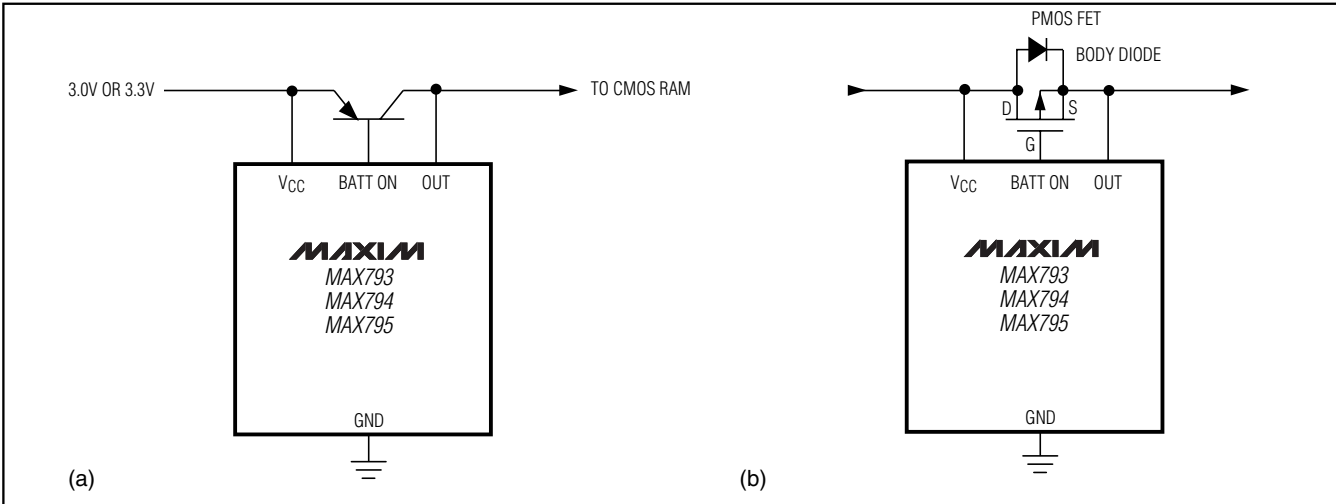 3.0V OR 3.3V
TO CMOS RAM
VCC BATT ON OUT
MAXIM
MAX793
MAX794
MAX795
GND
(a)
PMOS FET
BODY DIODE
D S
G
VCC BATT ON OUT
MAXIM
MAX793
MAX794
MAX795
GND
(b)